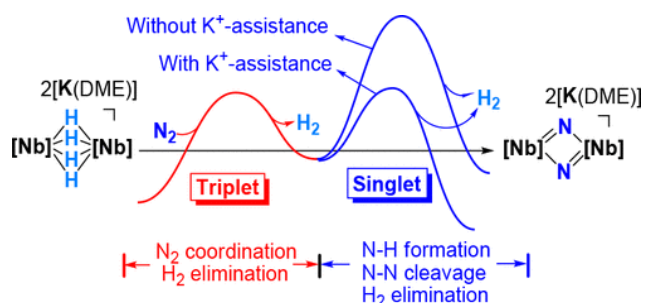 Without K⁺-assistance
With K⁺-assistance
2[K(DME)]
H
H
H
H
[Nb] [Nb]
N₂
H₂
H₂
Triplet
Singlet
2[K(DME)]
N
[Nb] [Nb]
N
N₂ coordination
H₂ elimination
N-H formation
N-N cleavage
H₂ elimination